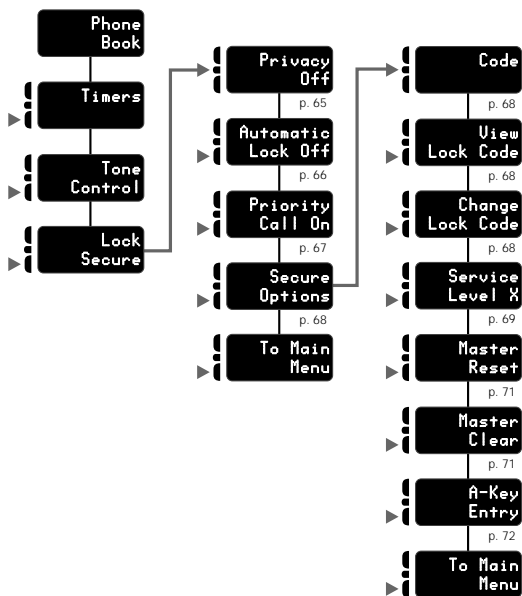 Phone
Book
Timers
Tone
Control
Lock
Secure
Privacy
Off
p. 65
Automatic
Lock Off
p. 66
Priority
Call On
p. 67
Secure
Options
p. 68
To Main
Menu
Code
p. 68
View
Lock Code
p. 68
Change
Lock Code
p. 68
Service
Level X
p. 69
Master
Reset
p. 71
Master
Clear
p. 71
A-Key
Entry
p. 72
To Main
Menu